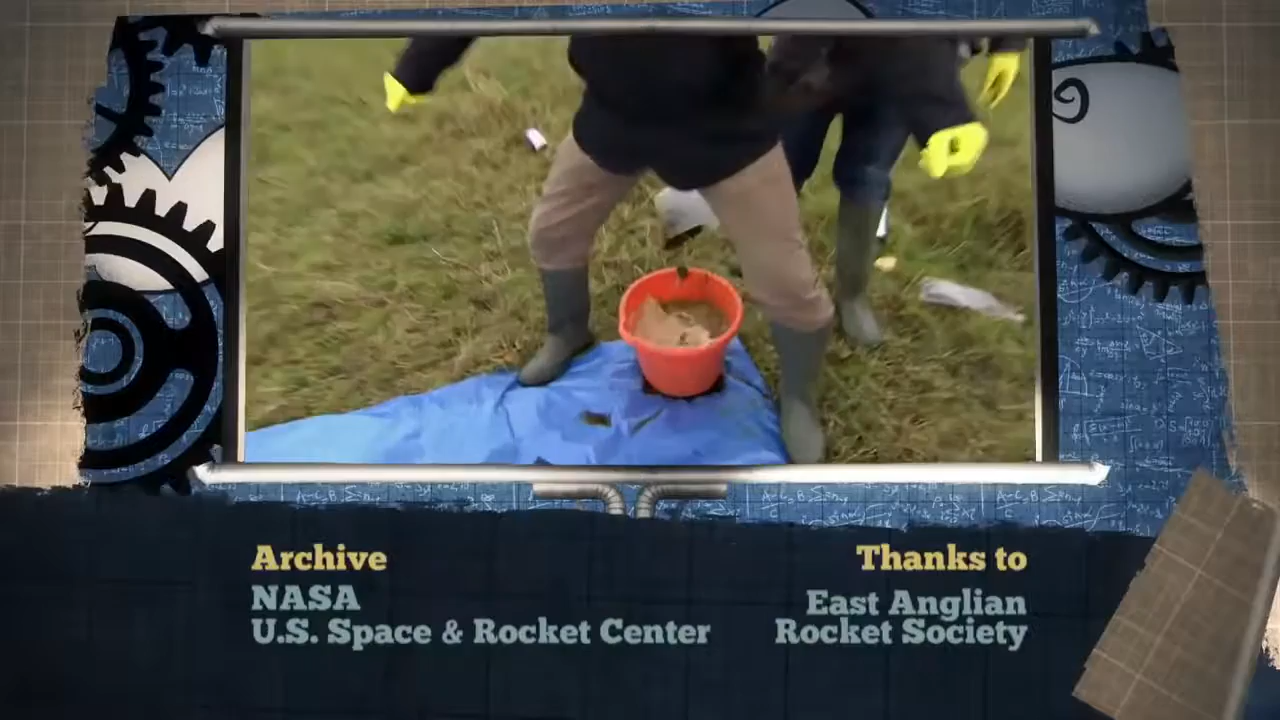 Archive
NASA
U.S. Space & Rocket Center
Thanks to
East Anglian
Rocket Society